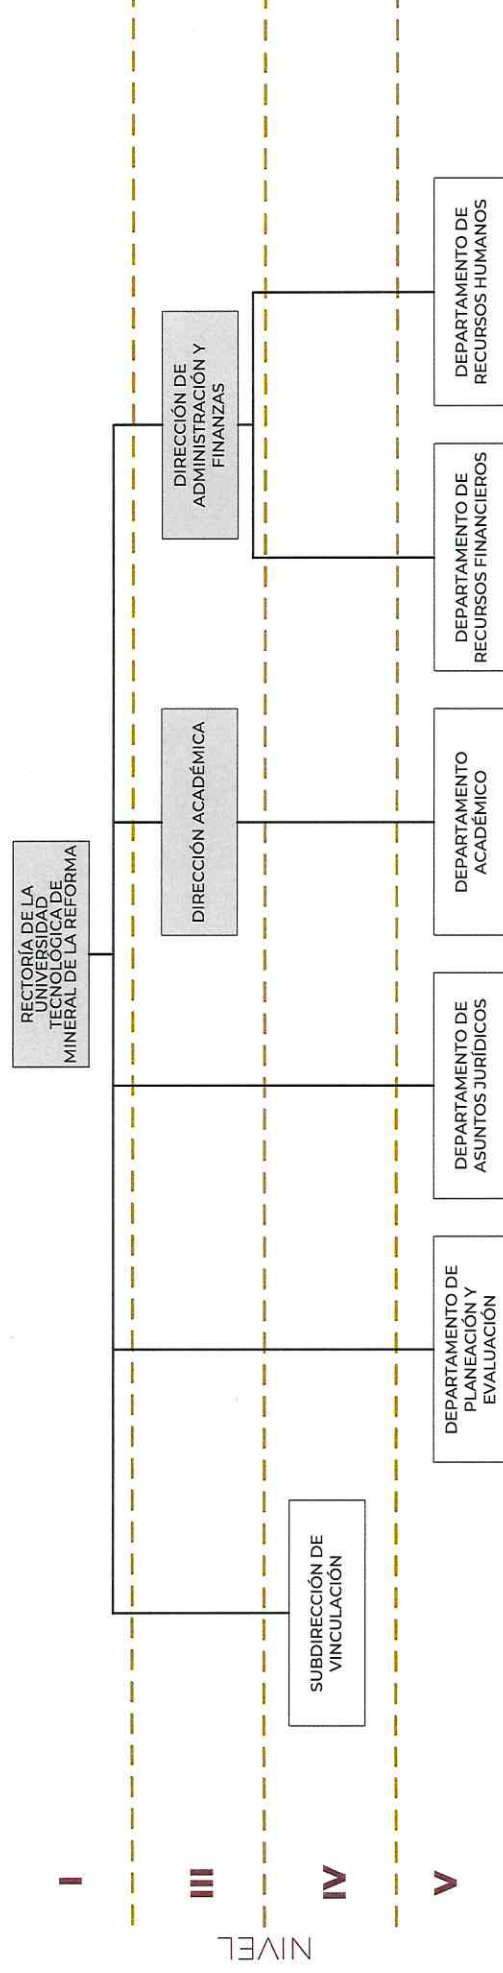 NIVEL
I
RECTORÍA DE LA
UNIVERSIDAD
TECNOLÓGICA DE
MINERAL DE LA REFORMA
III
DIRECCIÓN ACADÉMICA
DIRECCIÓN DE
ADMINISTRACIÓN Y
FINANZAS
IV
SUBDIRECCIÓN DE
VINCULACIÓN
V
DEPARTAMENTO DE
PLANEACIÓN Y
EVALUACIÓN
DEPARTAMENTO DE
ASUNTOS JURÍDICOS
DEPARTAMENTO
ACADÉMICO
DEPARTAMENTO DE
RECURSOS FINANCIEROS
DEPARTAMENTO DE
RECURSOS HUMANOS